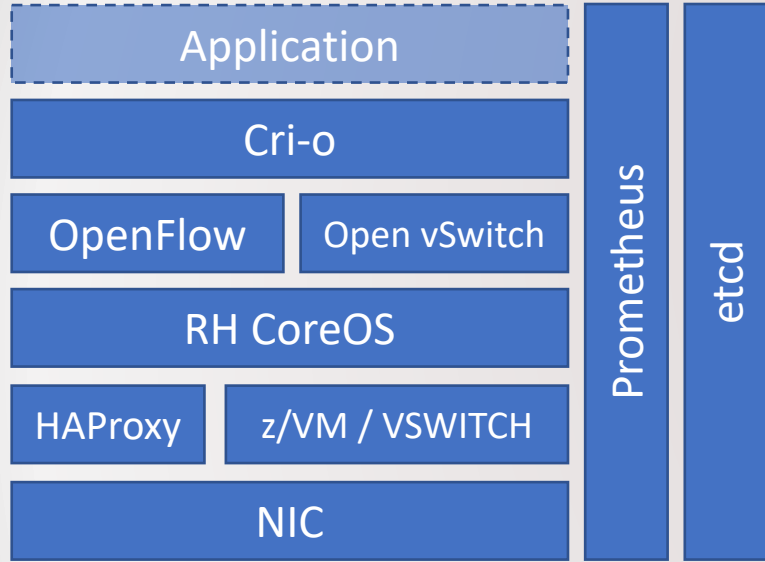 Application
Cri-o
OpenFlow
Open vSwitch
RH CoreOS
HAProxy
z/VM / VSWITCH
NIC
Prometheus
etcd